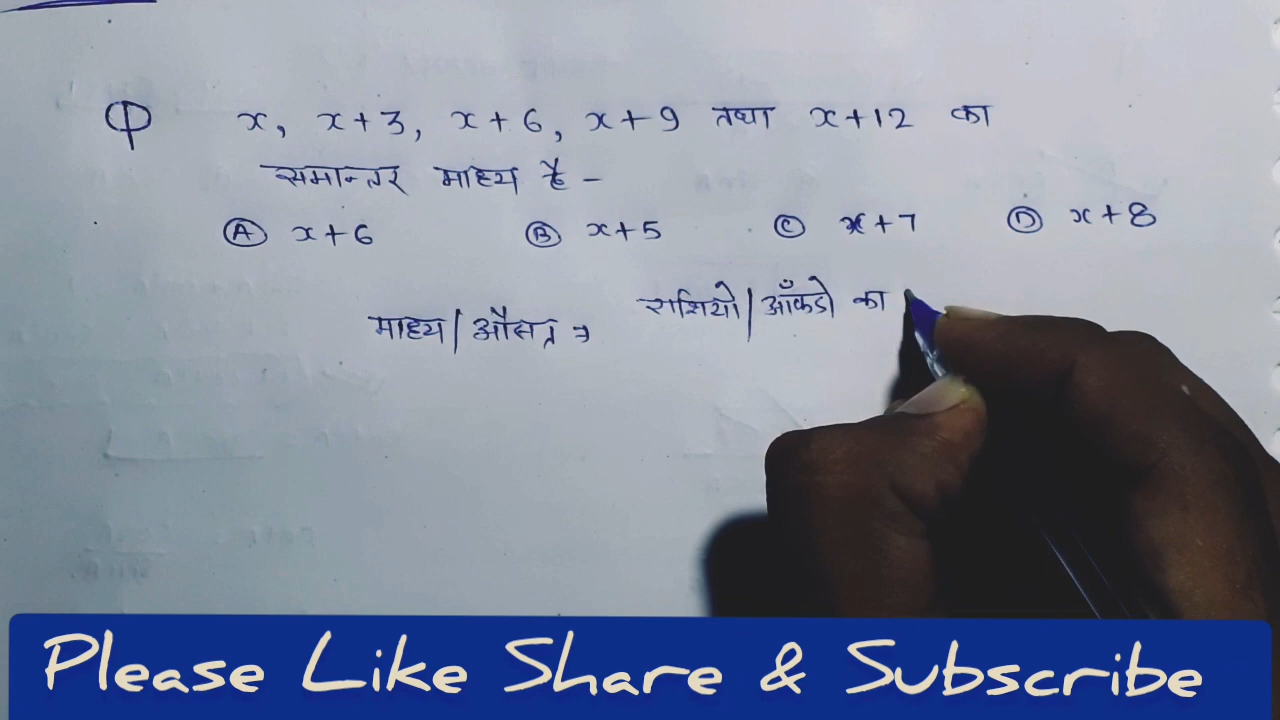 Q x, x+3, x+6, x+9 तथा x+12 का
समान्तर माध्य है -
(A) x+6 (B) x+5 (C) x+7 (D) x+8
राशियो/आँकडो का
माध्य/औसत ⇒
Please Like Share & Subscribe